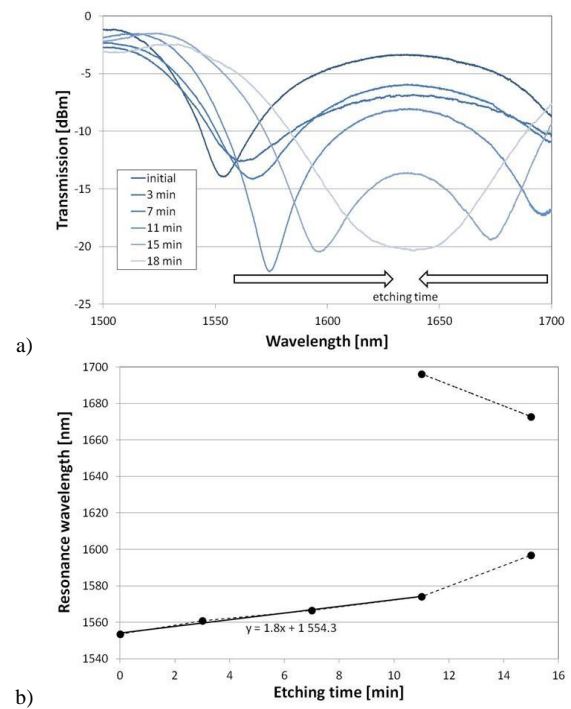 0
-5
-10
-15
-20
-25
Transmission [dBm]
initial
3 min
7 min
11 min
15 min
18 min
etching time
1500
1550
1600
1650
1700
Wavelength [nm]
a)
1700
1680
1660
1640
1620
1600
1580
1560
1540
Resonance wavelength [nm]
y = 1.8x + 1 554.3
0
2
4
6
8
10
12
14
16
Etching time [min]
b)